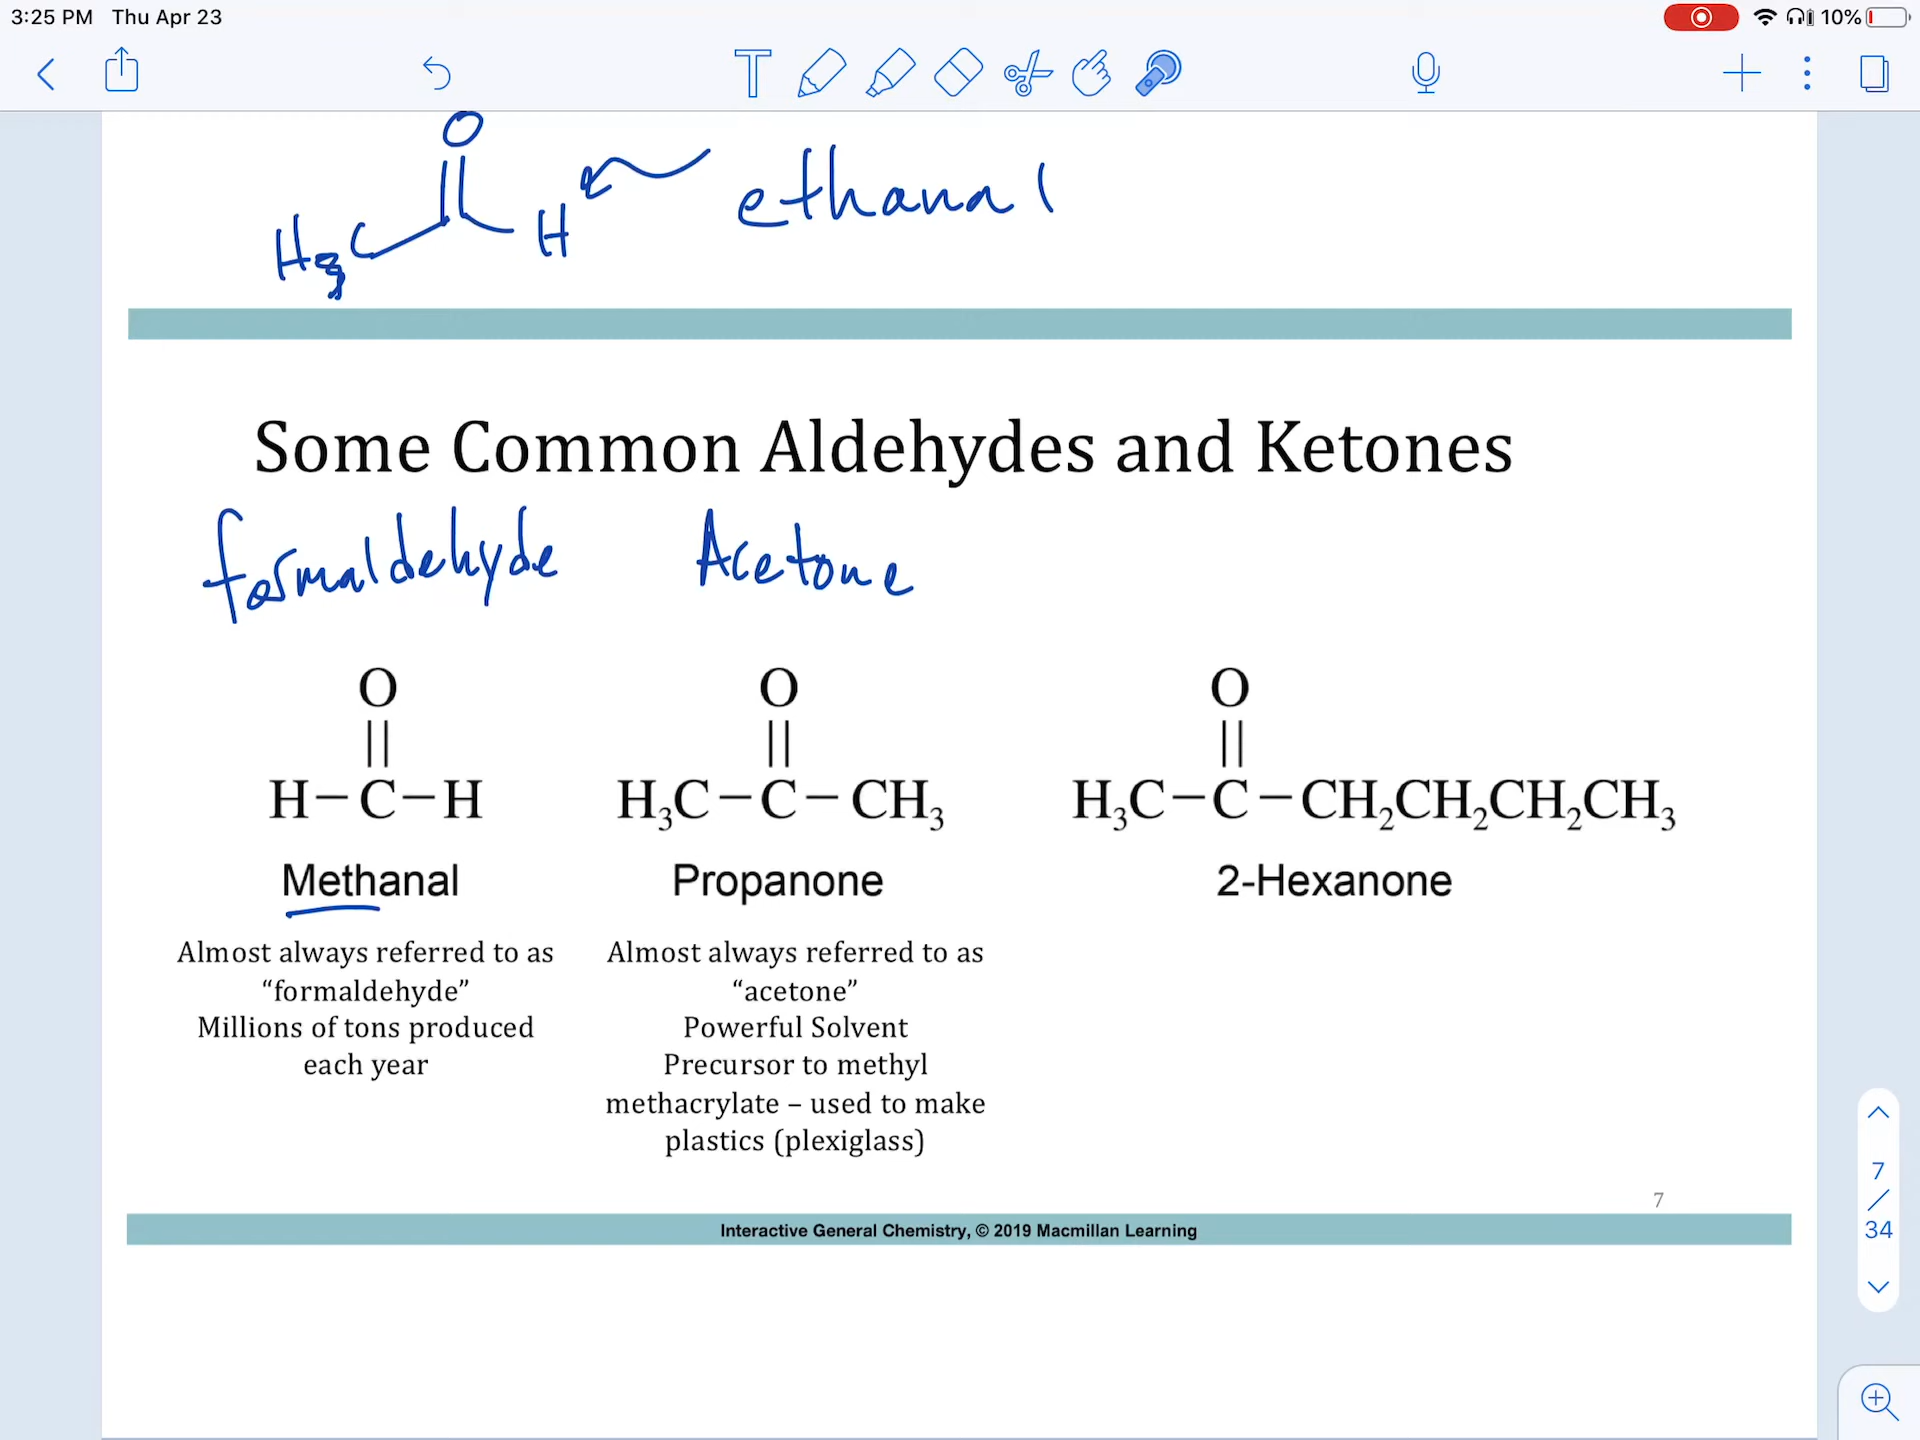 3:25 PM Thu Apr 23
10%
T
O
H₃C H ethanal
Some Common Aldehydes and Ketones
formaldehyde Acetone
O O O
H–C–H H₃C–C–CH₃ H₃C–C–CH₂CH₂CH₂CH₃
Methanal Propanone 2-Hexanone
Almost always referred to as
“formaldehyde”
Millions of tons produced
each year
Almost always referred to as
“acetone”
Powerful Solvent
Precursor to methyl
methacrylate – used to make
plastics (plexiglass)
7
/
34
7
Interactive General Chemistry, © 2019 Macmillan Learning